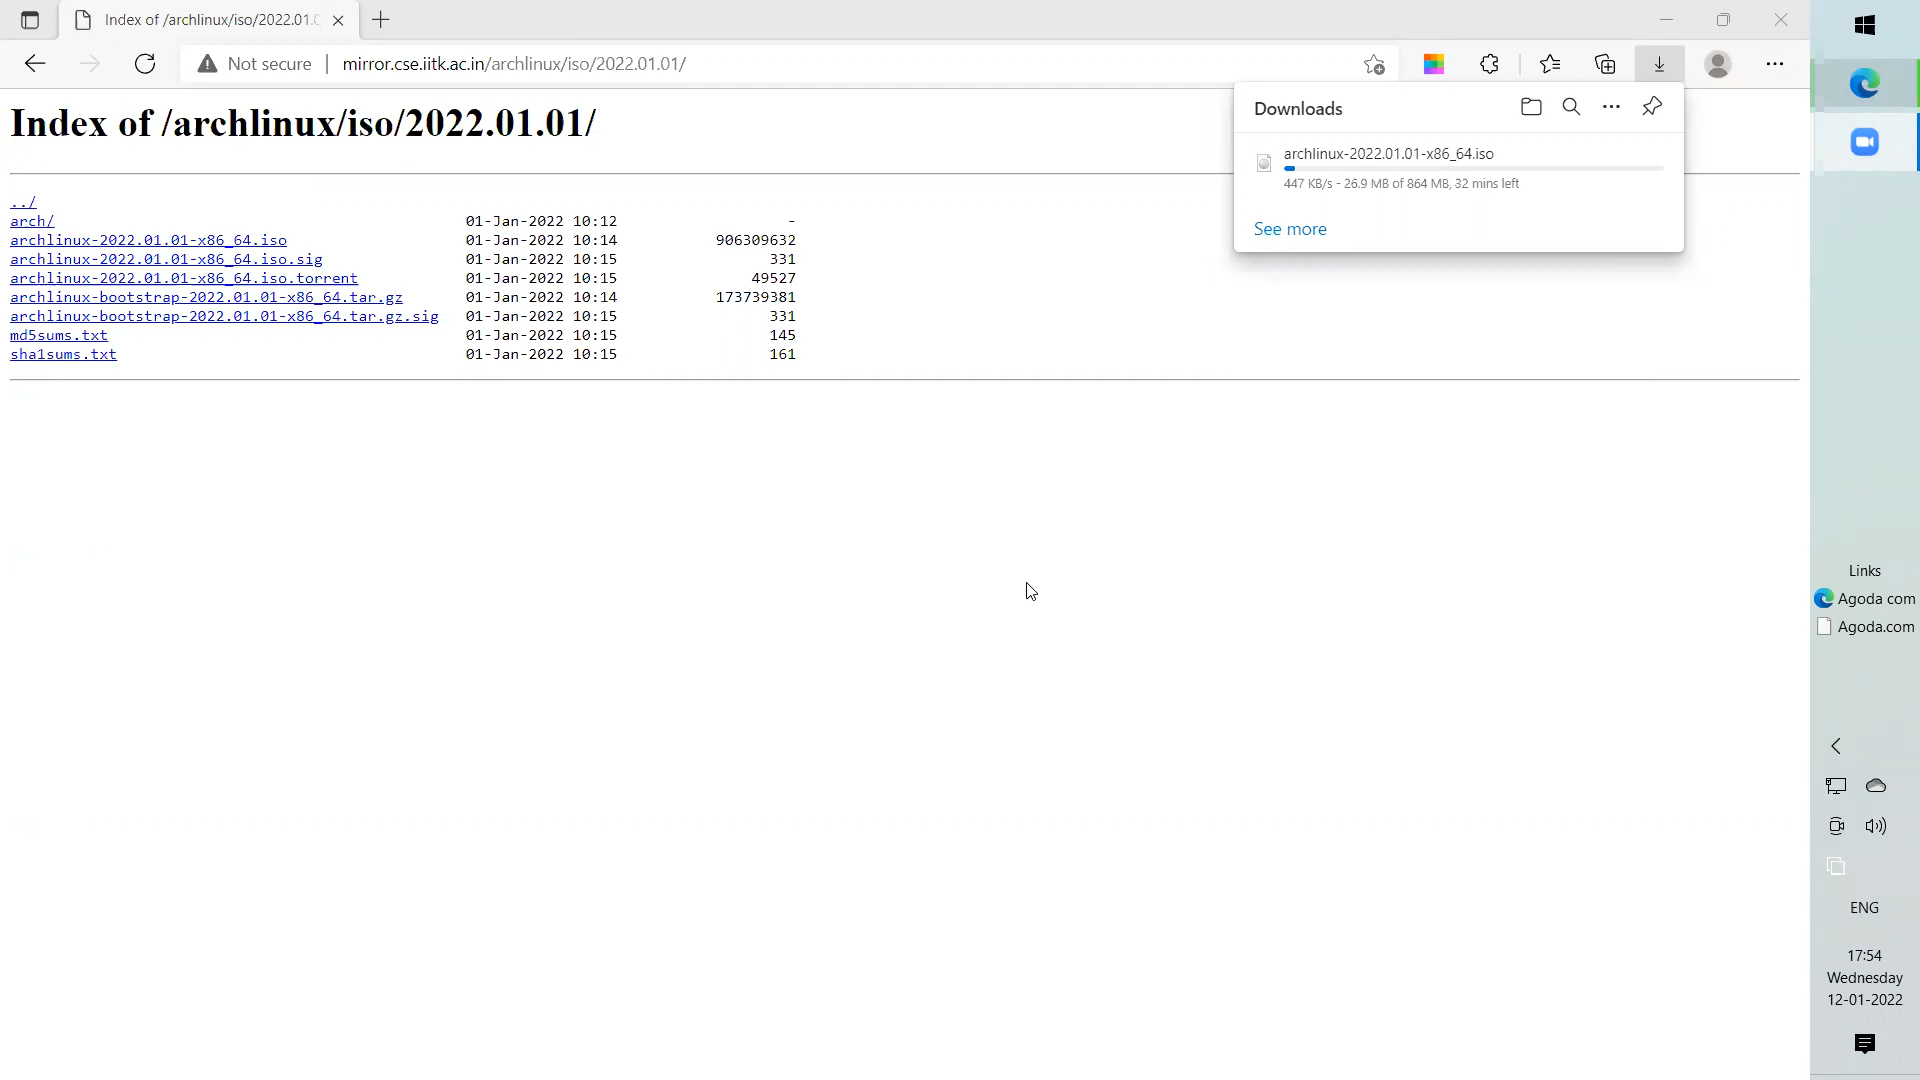 Index of /archlinux/iso/2022.01.0
Not secure | mirror.cse.iitk.ac.in/archlinux/iso/2022.01.01/
Index of /archlinux/iso/2022.01.01/
../
arch/ 01-Jan-2022 10:12 -
archlinux-2022.01.01-x86_64.iso 01-Jan-2022 10:14 906309632
archlinux-2022.01.01-x86_64.iso.sig 01-Jan-2022 10:15 331
archlinux-2022.01.01-x86_64.iso.torrent 01-Jan-2022 10:15 49527
archlinux-bootstrap-2022.01.01-x86_64.tar.gz 01-Jan-2022 10:14 173739381
archlinux-bootstrap-2022.01.01-x86_64.tar.gz.sig 01-Jan-2022 10:15 331
md5sums.txt 01-Jan-2022 10:15 145
sha1sums.txt 01-Jan-2022 10:15 161
Downloads
archlinux-2022.01.01-x86_64.iso
447 KB/s - 26.9 MB of 864 MB, 32 mins left
See more
Links
Agoda com
Agoda.com
ENG
17:54
Wednesday
12-01-2022